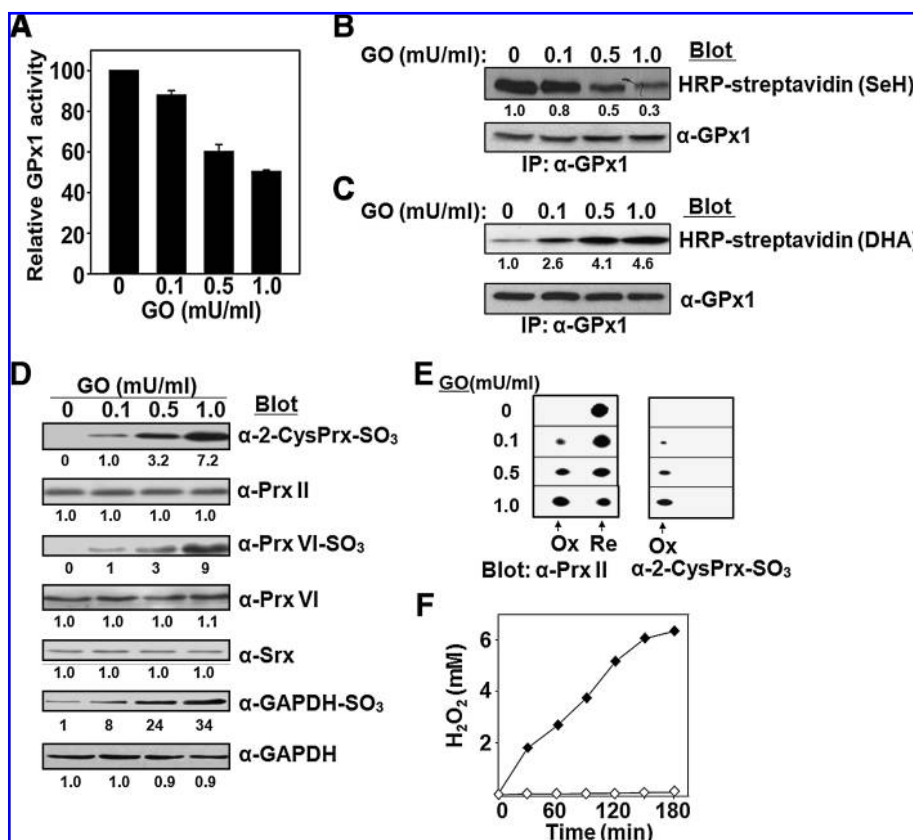 A
Relative GPx1 activity
100
80
60
40
20
0
0 0.1 0.5 1.0
GO (mU/ml)
B
GO (mU/ml): 0 0.1 0.5 1.0 Blot
HRP-streptavidin (SeH)
1.0 0.8 0.5 0.3
α-GPx1
IP: α-GPx1
C
GO (mU/ml): 0 0.1 0.5 1.0 Blot
HRP-streptavidin (DHA)
1.0 2.6 4.1 4.6
α-GPx1
IP: α-GPx1
D
GO (mU/ml)
0 0.1 0.5 1.0 Blot
α-2-CysPrx-SO₃
0 1.0 3.2 7.2
α-Prx II
1.0 1.0 1.0 1.0
α-Prx VI-SO₃
0 1 3 9
α-Prx VI
1.0 1.0 1.0 1.1
α-Srx
1.0 1.0 1.0 1.0
α-GAPDH-SO₃
1 8 24 34
α-GAPDH
1.0 1.0 0.9 0.9
E
GO(mU/ml)
0
0.1
0.5
1.0
Ox Re Ox
Blot: α-Prx II α-2-CysPrx-SO₃
F
H₂O₂ (mM)
6
4
2
0 60 120 180
Time (min)